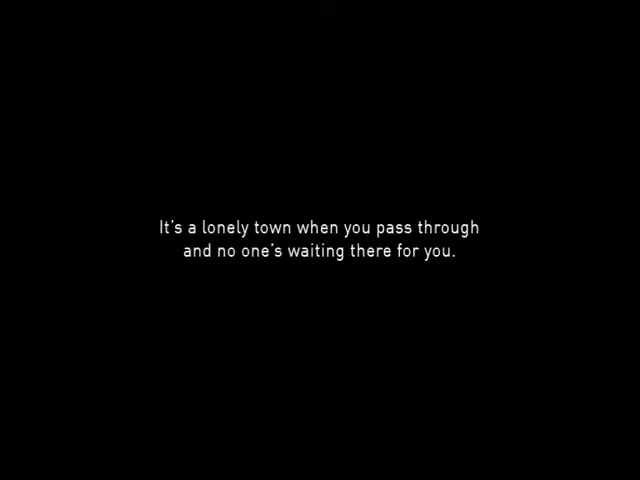 It's a lonely town when you pass through
and no one's waiting there for you.